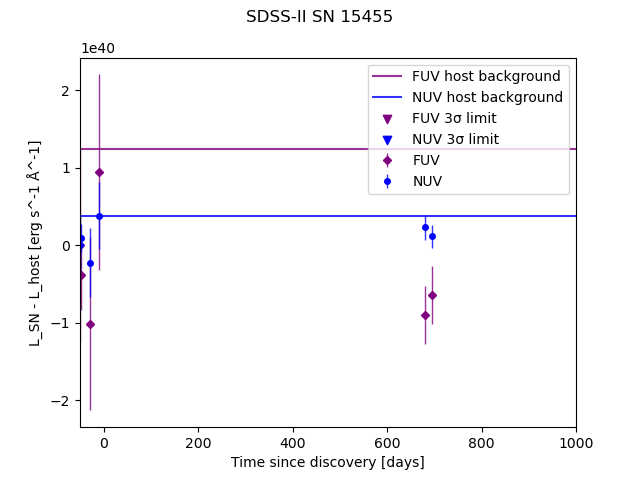 SDSS-II SN 15455
1e40
FUV host background
NUV host background
FUV 3σ limit
NUV 3σ limit
FUV
NUV
2
1
0
−1
−2
L_SN - L_host [erg s^-1 Å^-1]
0 200 400 600 800 1000
Time since discovery [days]